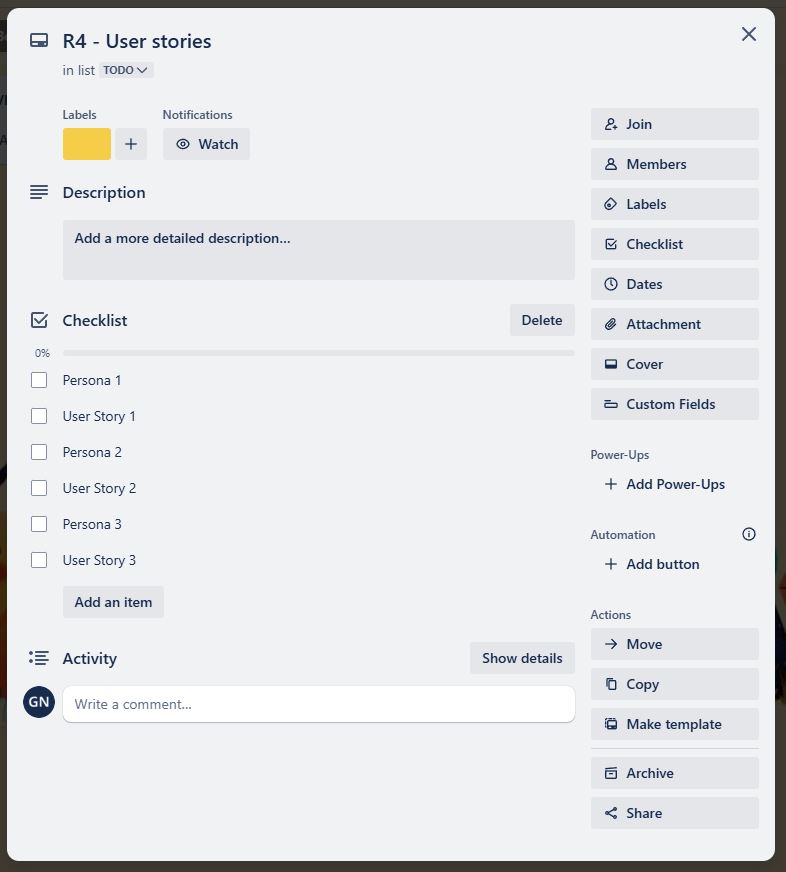 R4 - User stories
in list TODO
Labels
Notifications
Watch
Description
Add a more detailed description...
Checklist
Delete
0%
Persona 1
User Story 1
Persona 2
User Story 2
Persona 3
User Story 3
Add an item
Activity
Show details
GN
Write a comment...
Join
Members
Labels
Checklist
Dates
Attachment
Cover
Custom Fields
Power-Ups
Add Power-Ups
Automation
Add button
Actions
Move
Copy
Make template
Archive
Share